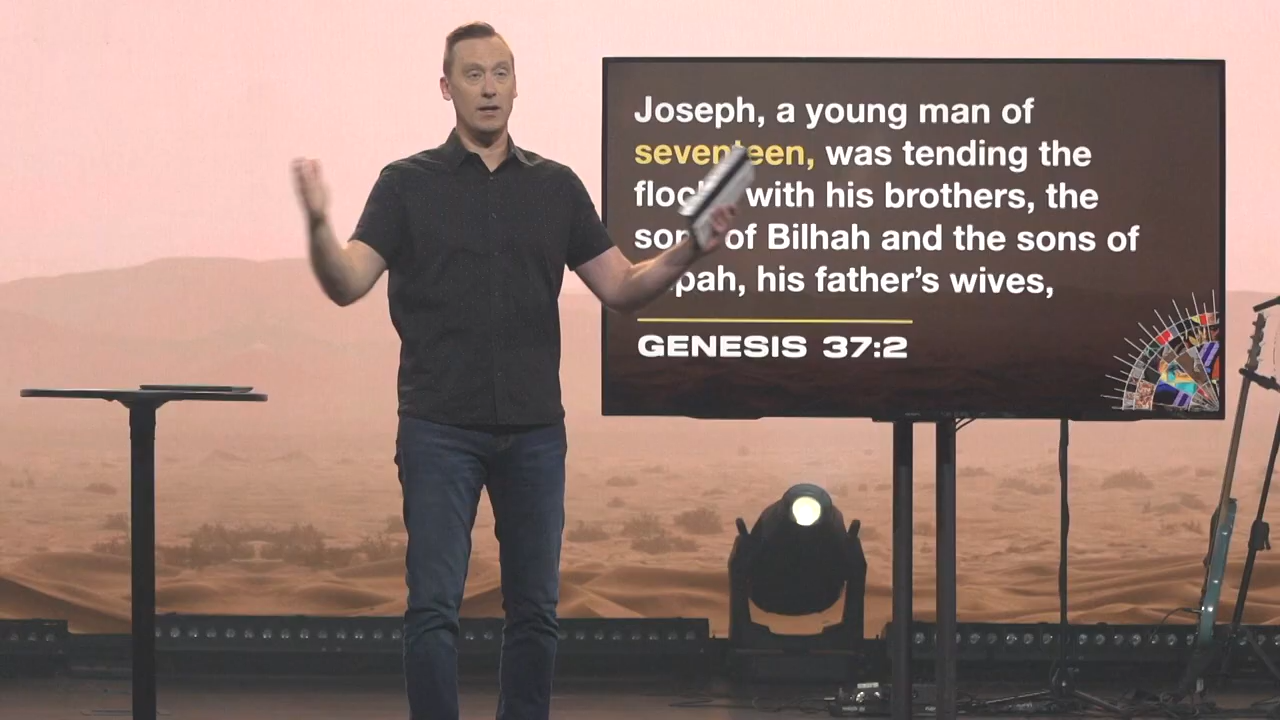 Joseph, a young man of
seventeen, was tending the
with his brothers, the
of Bilhah and the sons of
his father's wives,
GENESIS 37:2